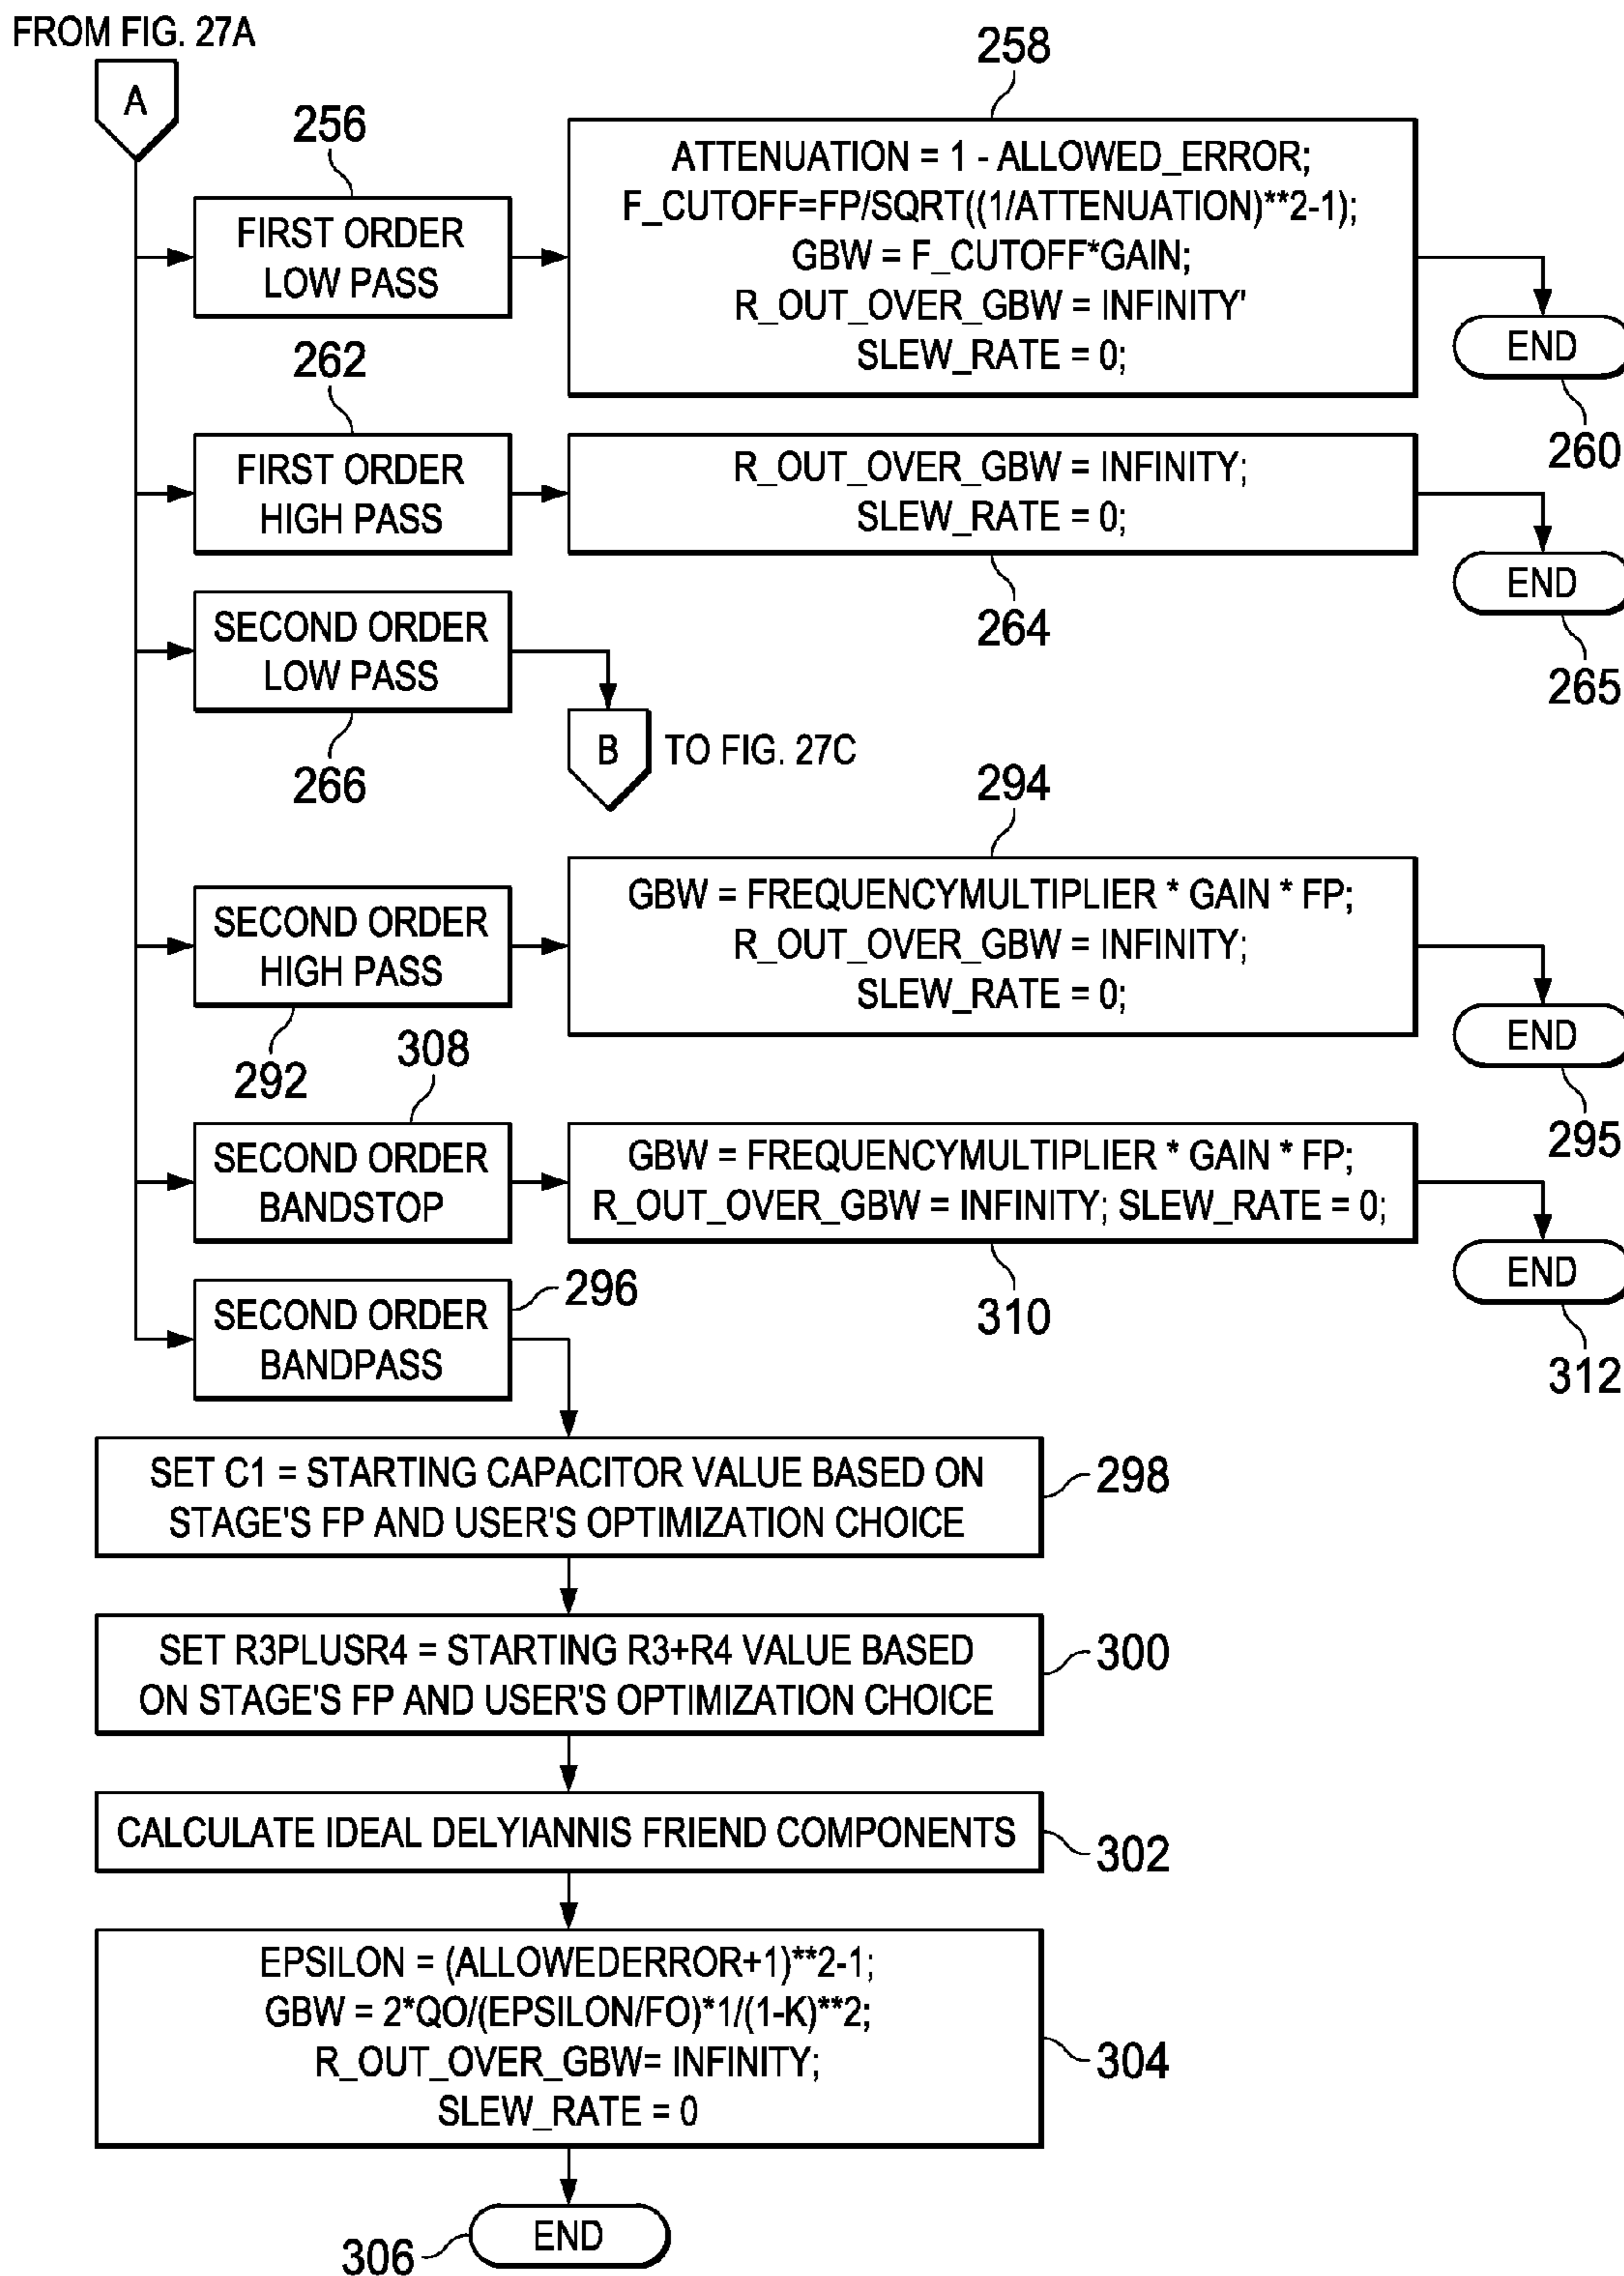 FROM FIG. 27A
A
258
256
ATTENUATION = 1 - ALLOWED_ERROR;
F_CUTOFF=FP/SQRT((1/ATTENUATION)**2-1);
GBW = F_CUTOFF*GAIN;
R_OUT_OVER_GBW = INFINITY'
SLEW_RATE = 0;
FIRST ORDER
LOW PASS
END
260
262
FIRST ORDER
HIGH PASS
R_OUT_OVER_GBW = INFINITY;
SLEW_RATE = 0;
264
END
265
SECOND ORDER
LOW PASS
266
B
TO FIG. 27C
294
SECOND ORDER
HIGH PASS
292
GBW = FREQUENCYMULTIPLIER * GAIN * FP;
R_OUT_OVER_GBW = INFINITY;
SLEW_RATE = 0;
END
295
308
SECOND ORDER
BANDSTOP
GBW = FREQUENCYMULTIPLIER * GAIN * FP;
R_OUT_OVER_GBW = INFINITY; SLEW_RATE = 0;
310
END
312
296
SECOND ORDER
BANDPASS
SET C1 = STARTING CAPACITOR VALUE BASED ON
STAGE'S FP AND USER'S OPTIMIZATION CHOICE
298
SET R3PLUSR4 = STARTING R3+R4 VALUE BASED
ON STAGE'S FP AND USER'S OPTIMIZATION CHOICE
300
CALCULATE IDEAL DELYIANNIS FRIEND COMPONENTS
302
EPSILON = (ALLOWEDERROR+1)**2-1;
GBW = 2*QO/(EPSILON/FO)*1/(1-K)**2;
R_OUT_OVER_GBW= INFINITY;
SLEW_RATE = 0
304
END
306